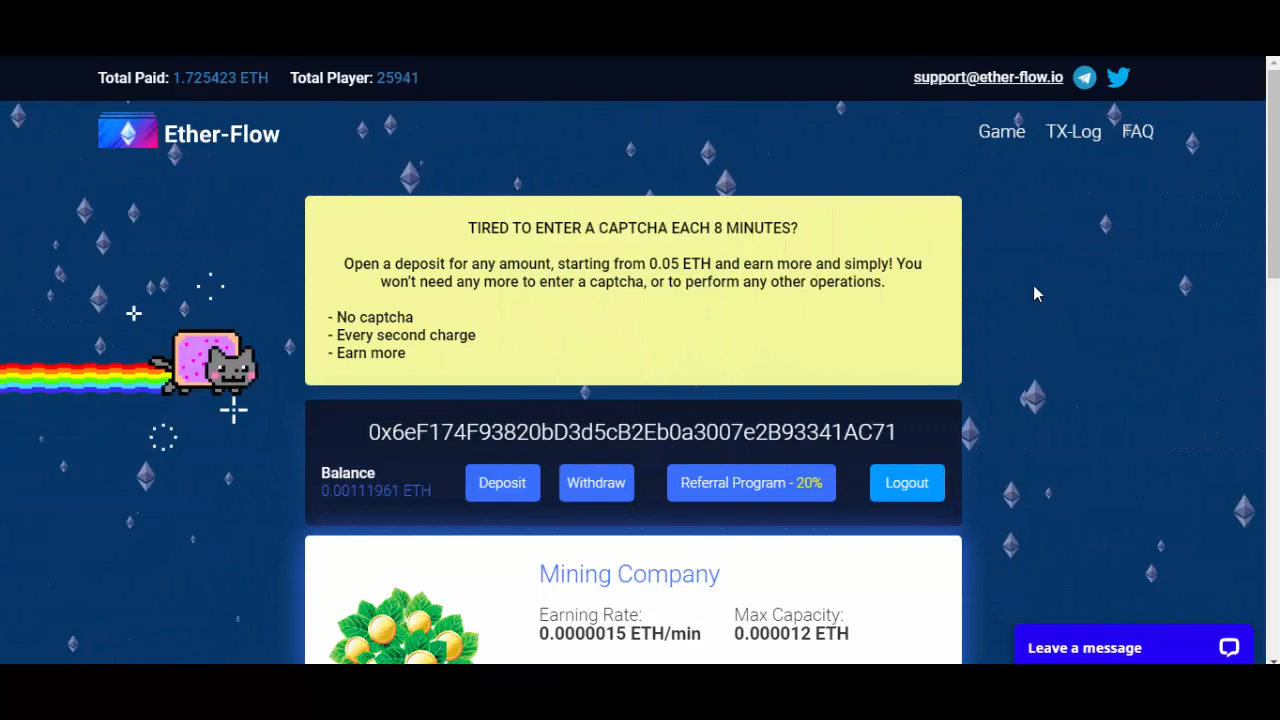 Total Paid: 1.725423 ETH Total Player: 25941 support@ether-flow.io
Ether-Flow Game TX-Log FAQ
TIRED TO ENTER A CAPTCHA EACH 8 MINUTES?
Open a deposit for any amount, starting from 0.05 ETH and earn more and simply! You
won't need any more to enter a captcha, or to perform any other operations.
- No captcha
- Every second charge
- Earn more
0x6eF174F93820bD3d5cB2Eb0a3007e2B93341AC71
Balance
0.00111961 ETH
Deposit Withdraw Referral Program - 20% Logout
Mining Company
Earning Rate: Max Capacity:
0.0000015 ETH/min 0.000012 ETH
Leave a message